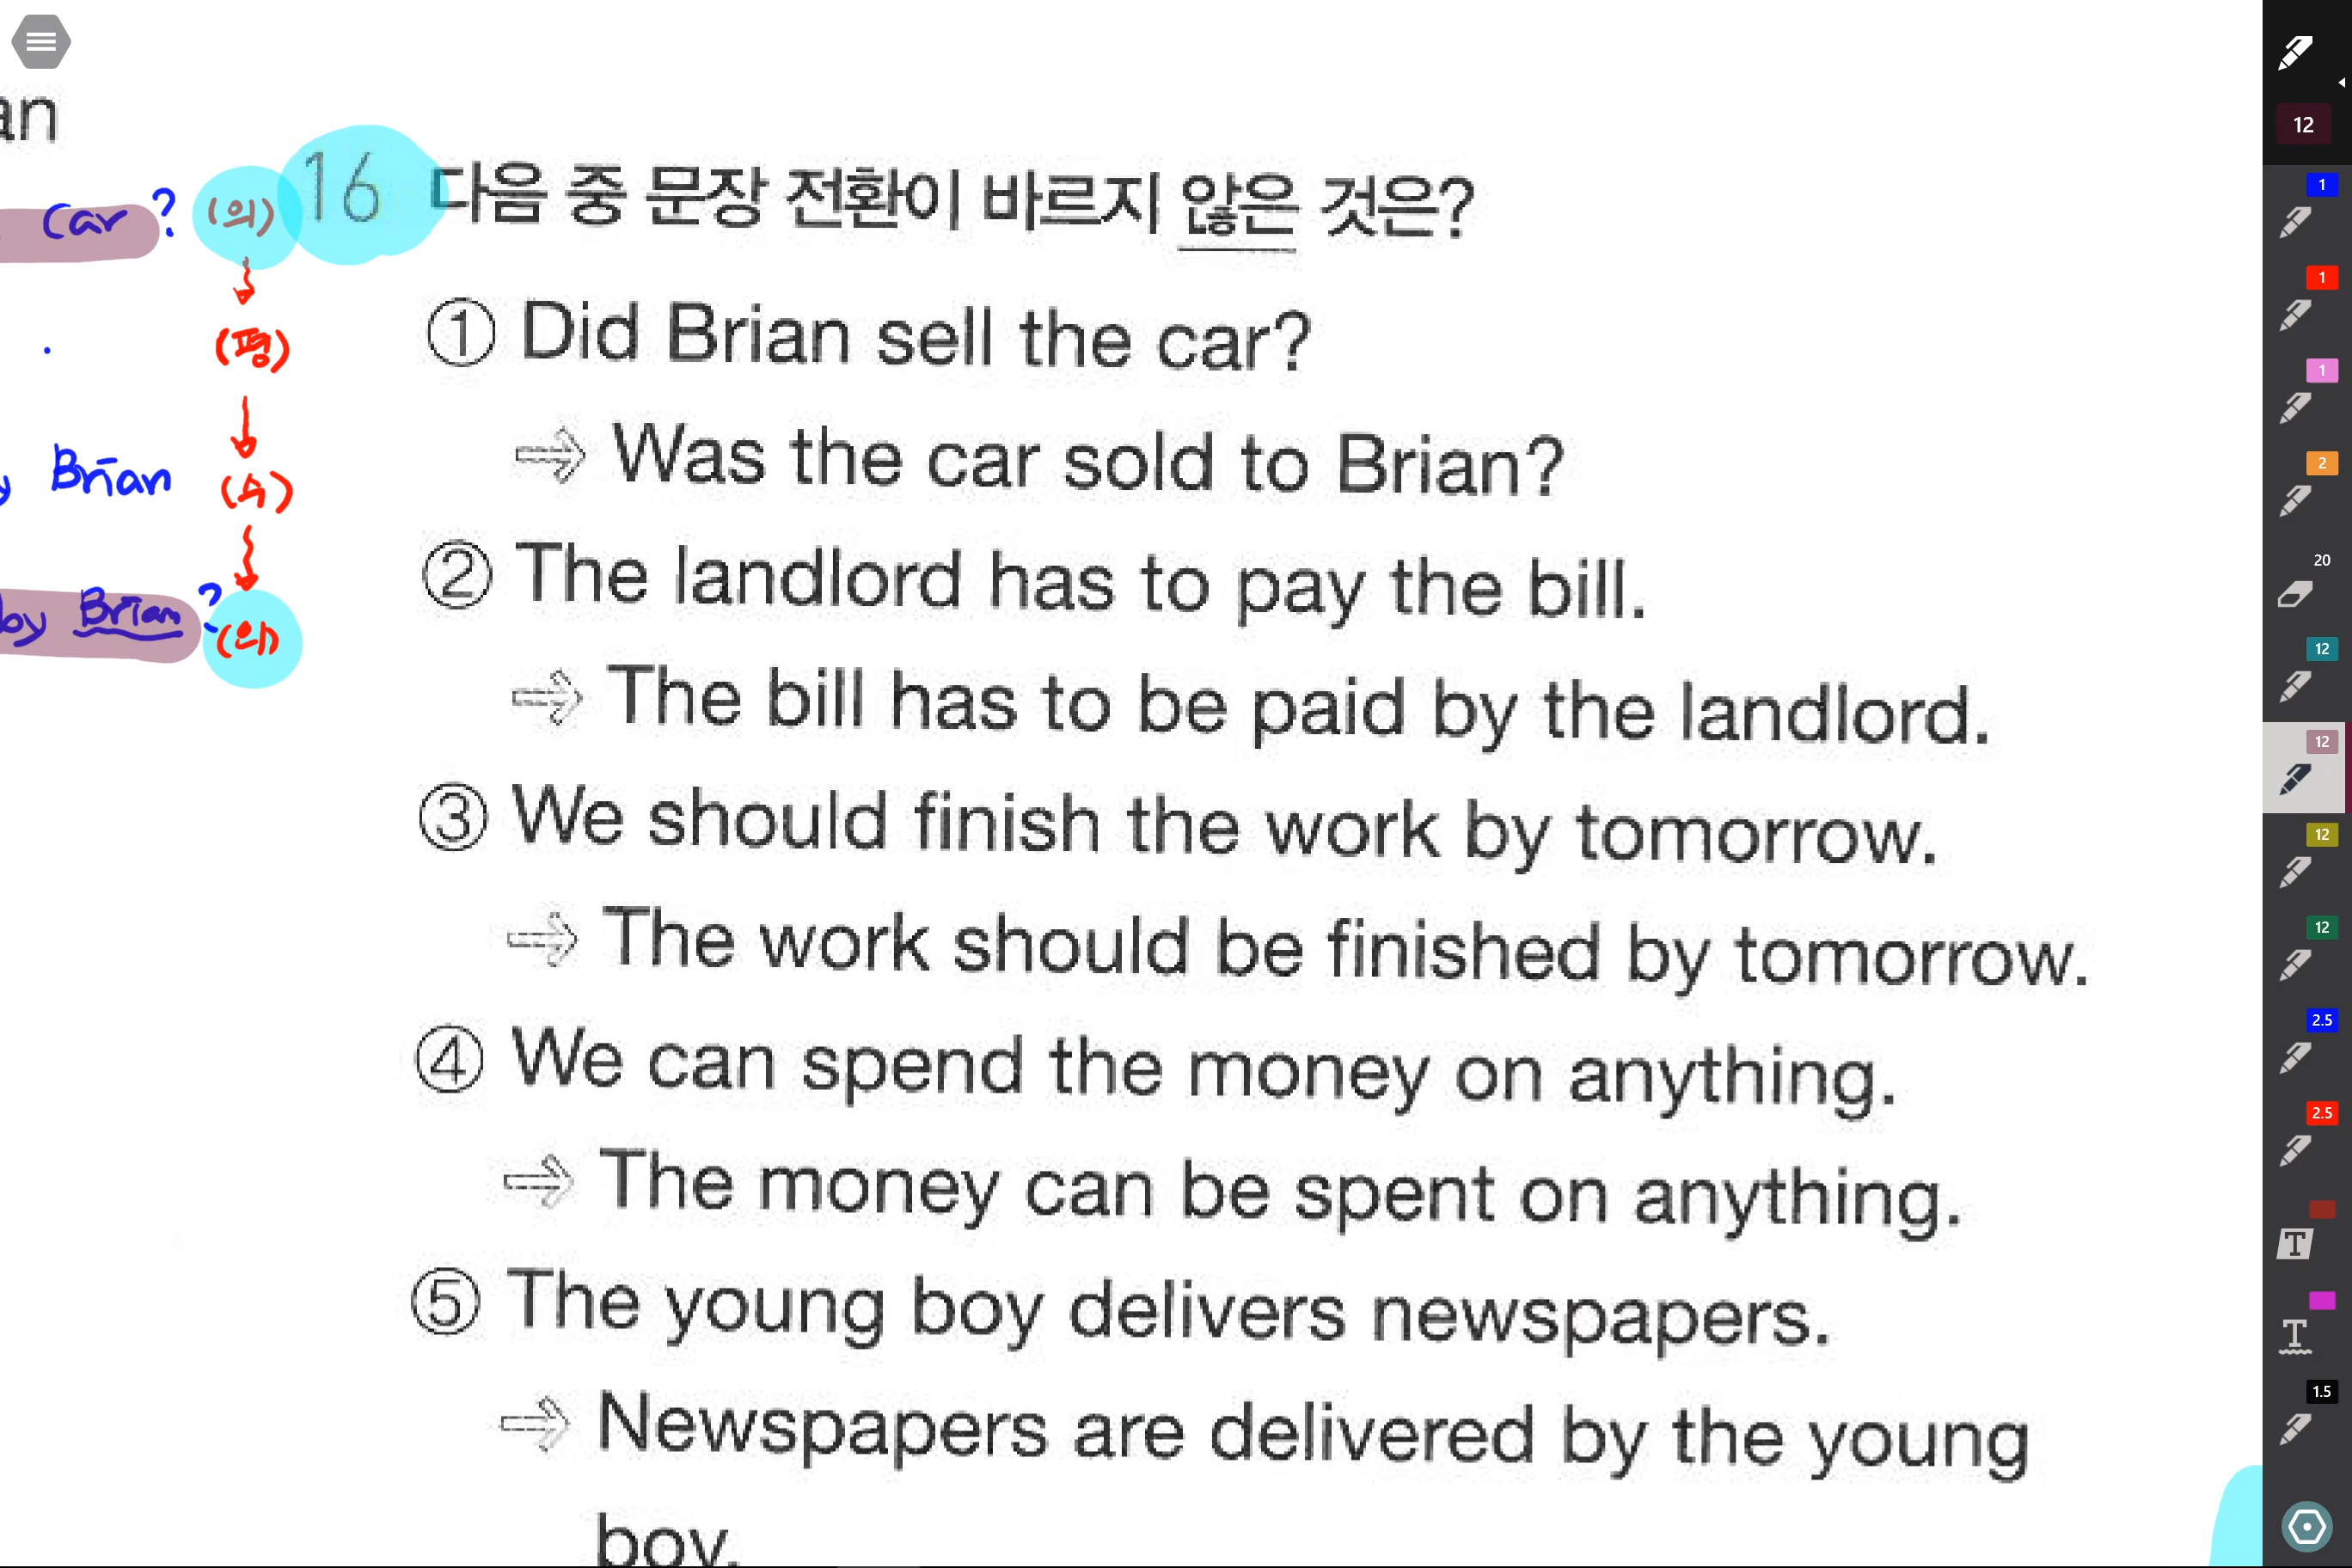 an
car ? (의)
16 다음 중 문장 전환이 바르지 않은 것은?
① Did Brian sell the car?
(평)
⇨ Was the car sold to Brian?
Brian (수)
② The landlord has to pay the bill.
by Brian ? (의)
⇨ The bill has to be paid by the landlord.
③ We should finish the work by tomorrow.
⇨ The work should be finished by tomorrow.
④ We can spend the money on anything.
⇨ The money can be spent on anything.
⑤ The young boy delivers newspapers.
⇨ Newspapers are delivered by the young
boy.
12
1
1
1
2
20
12
12
12
12
2.5
2.5
T
T
1.5